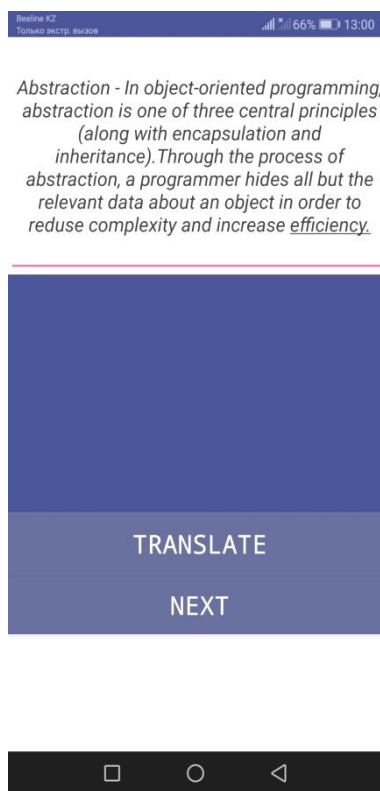 Beeline KZ
Только экстр. вызов
66% 13:00
Abstraction - In object-oriented programming,
abstraction is one of three central principles
(along with encapsulation and
inheritance).Through the process of
abstraction, a programmer hides all but the
relevant data about an object in order to
reduse complexity and increase efficiency.
TRANSLATE
NEXT